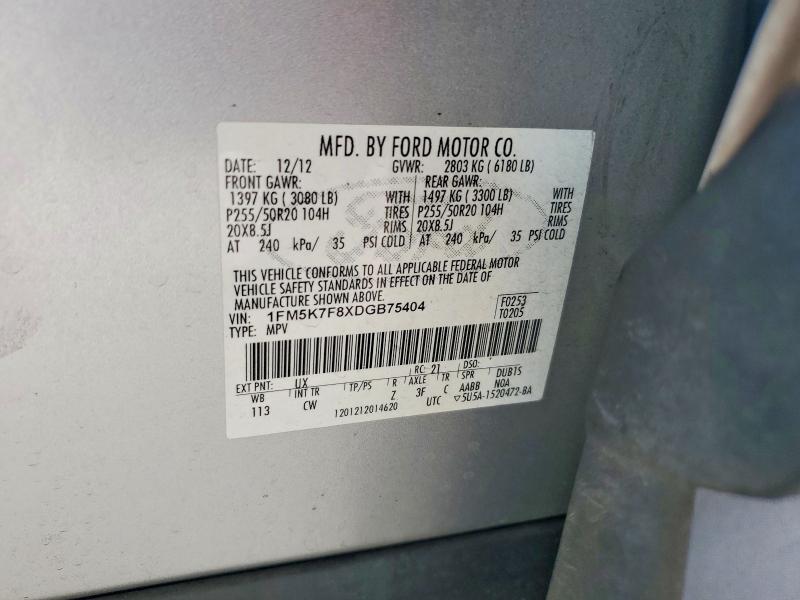 MFD. BY FORD MOTOR CO.
DATE: 12/12 GVWR: 2803 KG ( 6180 LB)
FRONT GAWR: REAR GAWR:
1397 KG ( 3080 LB) WITH 1497 KG ( 3300 LB) WITH
P255/50R20 104H TIRES P255/50R20 104H TIRES
20X8.5J RIMS 20X8.5J RIMS
AT 240 kPa/ 35 PSI COLD AT 240 kPa/ 35 PSI COLD
THIS VEHICLE CONFORMS TO ALL APPLICABLE FEDERAL MOTOR
VEHICLE SAFETY STANDARDS IN EFFECT ON THE DATE OF
MANUFACTURE SHOWN ABOVE.
VIN: 1FM5K7F8XDGB75404 F0253
TYPE: MPV T0205
EXT PNT: UX RC: 21 DSO:
WB INT TR TP/PS R AXLE TR SPR DUB1S
113 CW Z 3F C AABB NOA
1201212014620 UTC ▽5U5A-1520472-BA